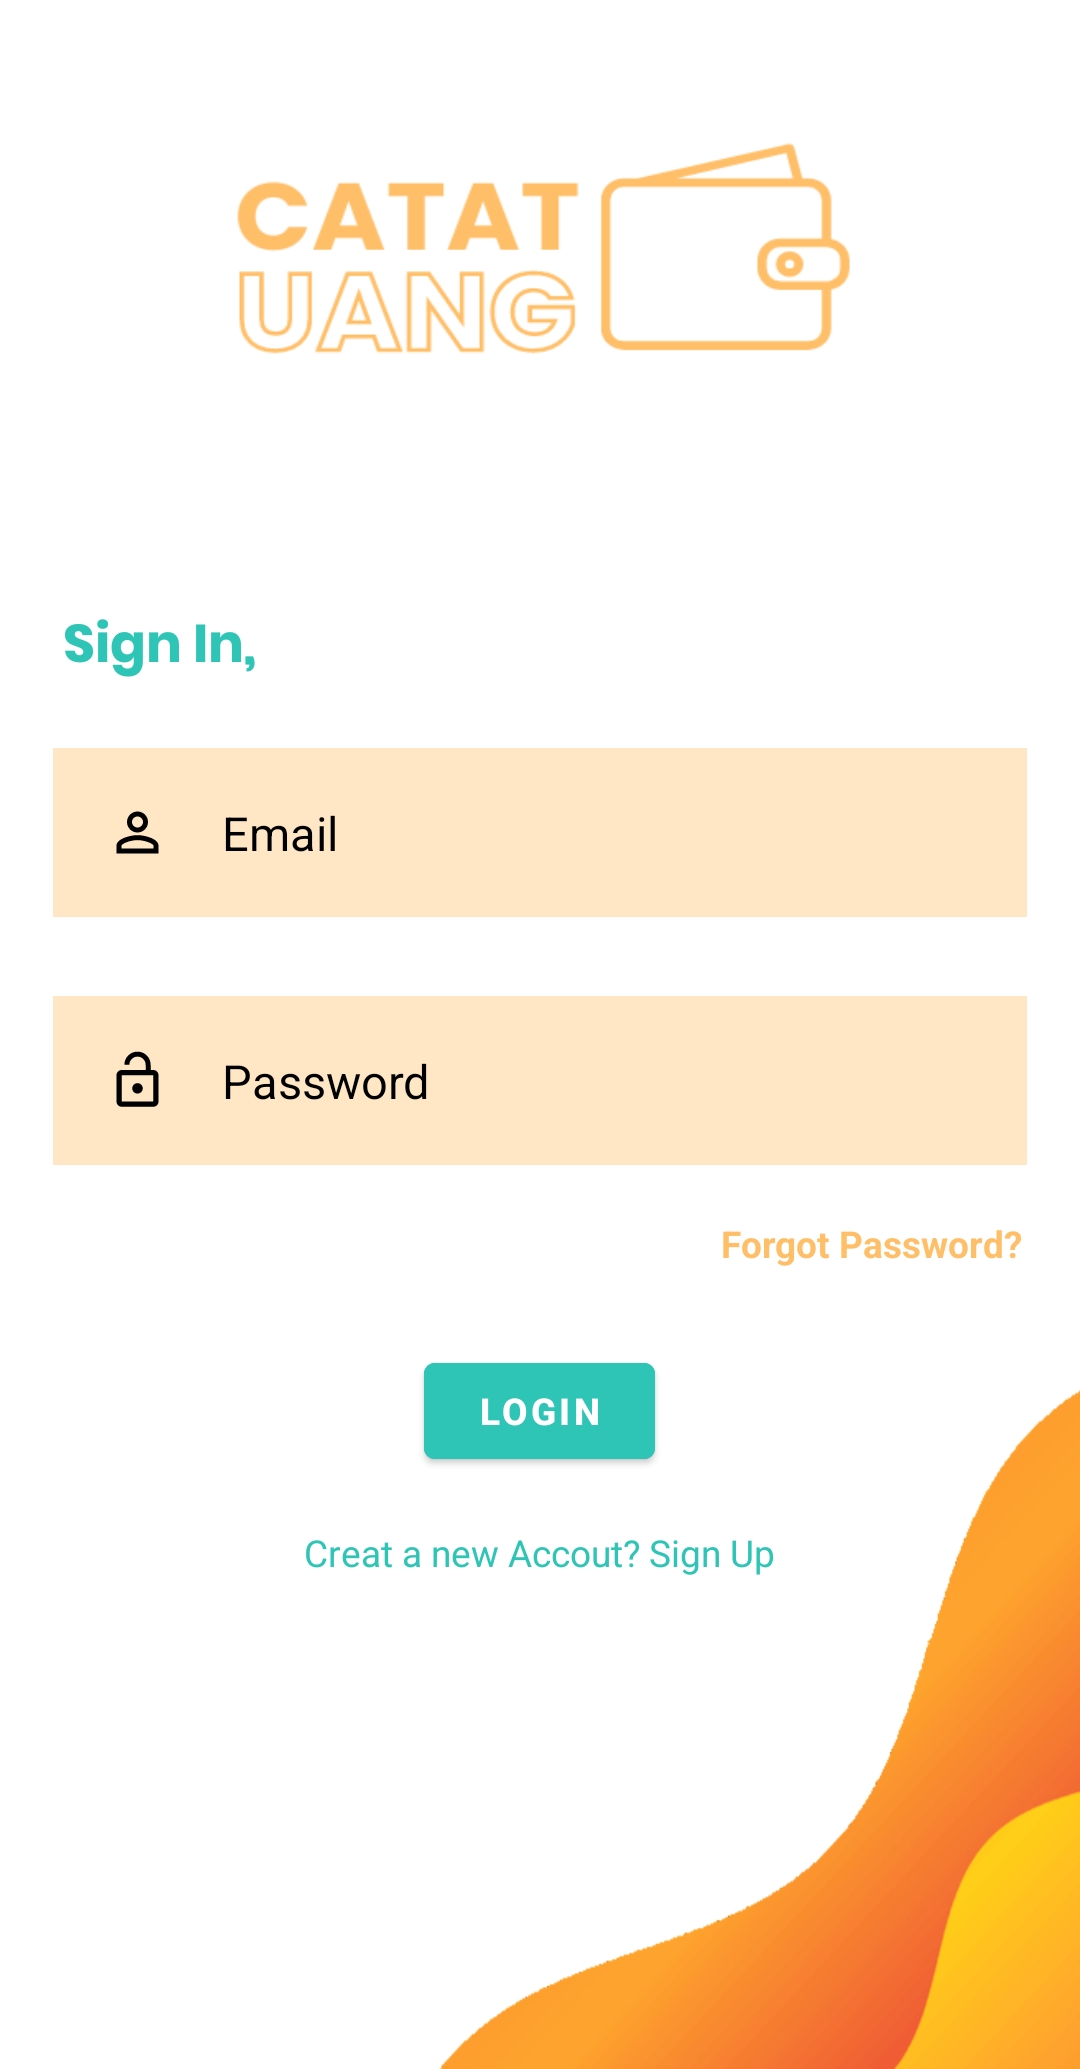 CATAT
UANG
Sign In,
Email
Password
Forgot Password?
LOGIN
Creat a new Accout? Sign Up